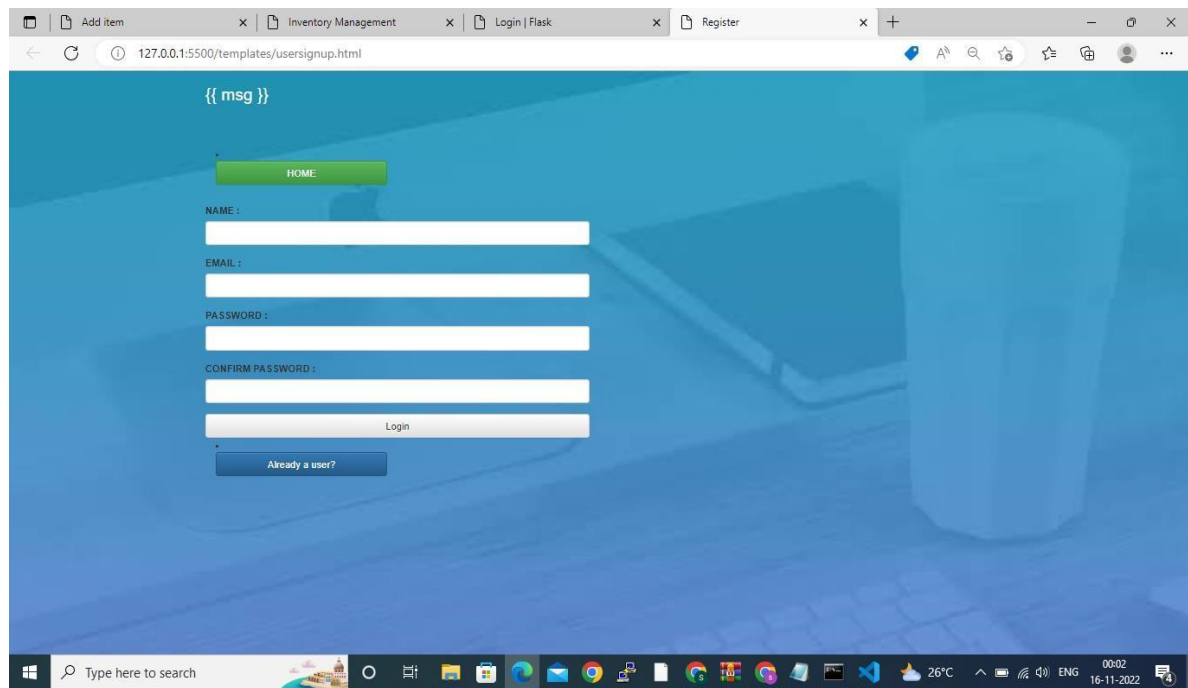 Add item
Inventory Management
Login | Flask
Register
127.0.0.1:5500/templates/usersignup.html
{{ msg }}
HOME
NAME :
EMAIL :
PASSWORD :
CONFIRM PASSWORD :
Login
Already a user?
Type here to search
26°C
ENG
00:02
16-11-2022
4